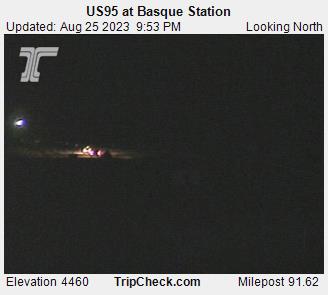 US95 at Basque Station
Updated: Aug 25 2023 9:53 PM Looking North
Elevation 4460 TripCheck.com Milepost 91.62